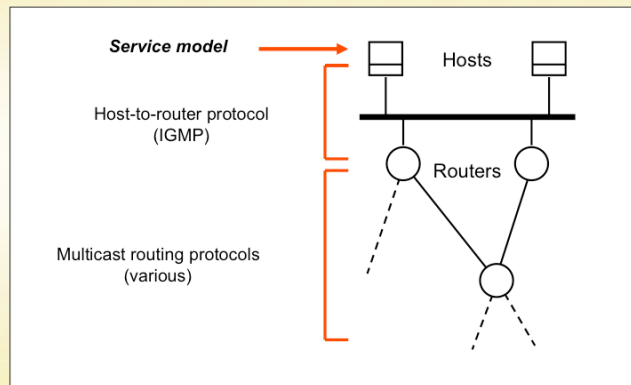 Service model
Hosts
Host-to-router protocol
(IGMP)
Routers
Multicast routing protocols
(various)